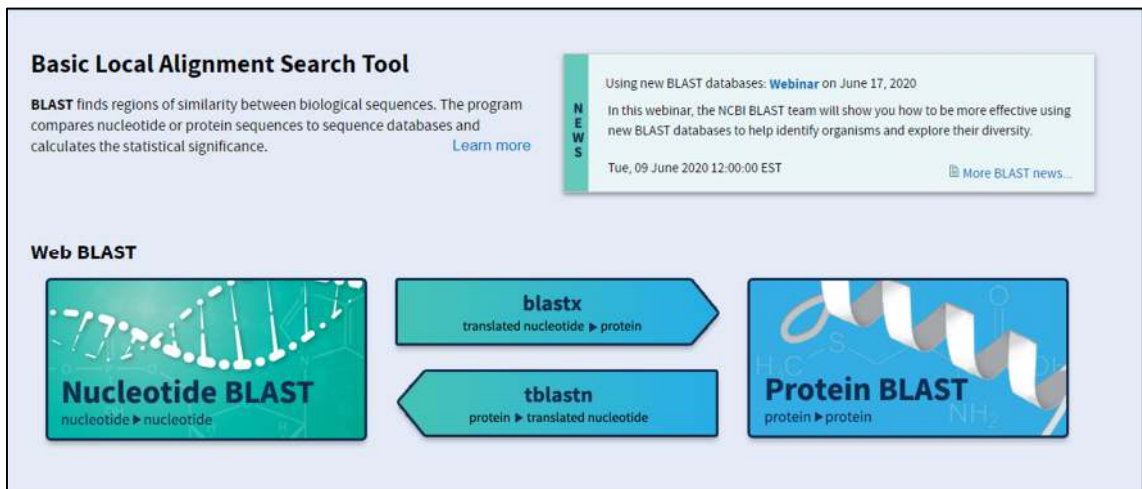 Basic Local Alignment Search Tool
BLAST finds regions of similarity between biological sequences. The program
compares nucleotide or protein sequences to sequence databases and
calculates the statistical significance.
Learn more
NEWS
Using new BLAST databases: Webinar on June 17, 2020
In this webinar, the NCBI BLAST team will show you how to be more effective using
new BLAST databases to help identify organisms and explore their diversity.
Tue, 09 June 2020 12:00:00 EST
More BLAST news...
Web BLAST
Nucleotide BLAST
nucleotide ▶ nucleotide
blastx
translated nucleotide ▶ protein
tblastn
protein ▶ translated nucleotide
H₃C
S
O
OH
NH₂
Protein BLAST
protein ▶ protein